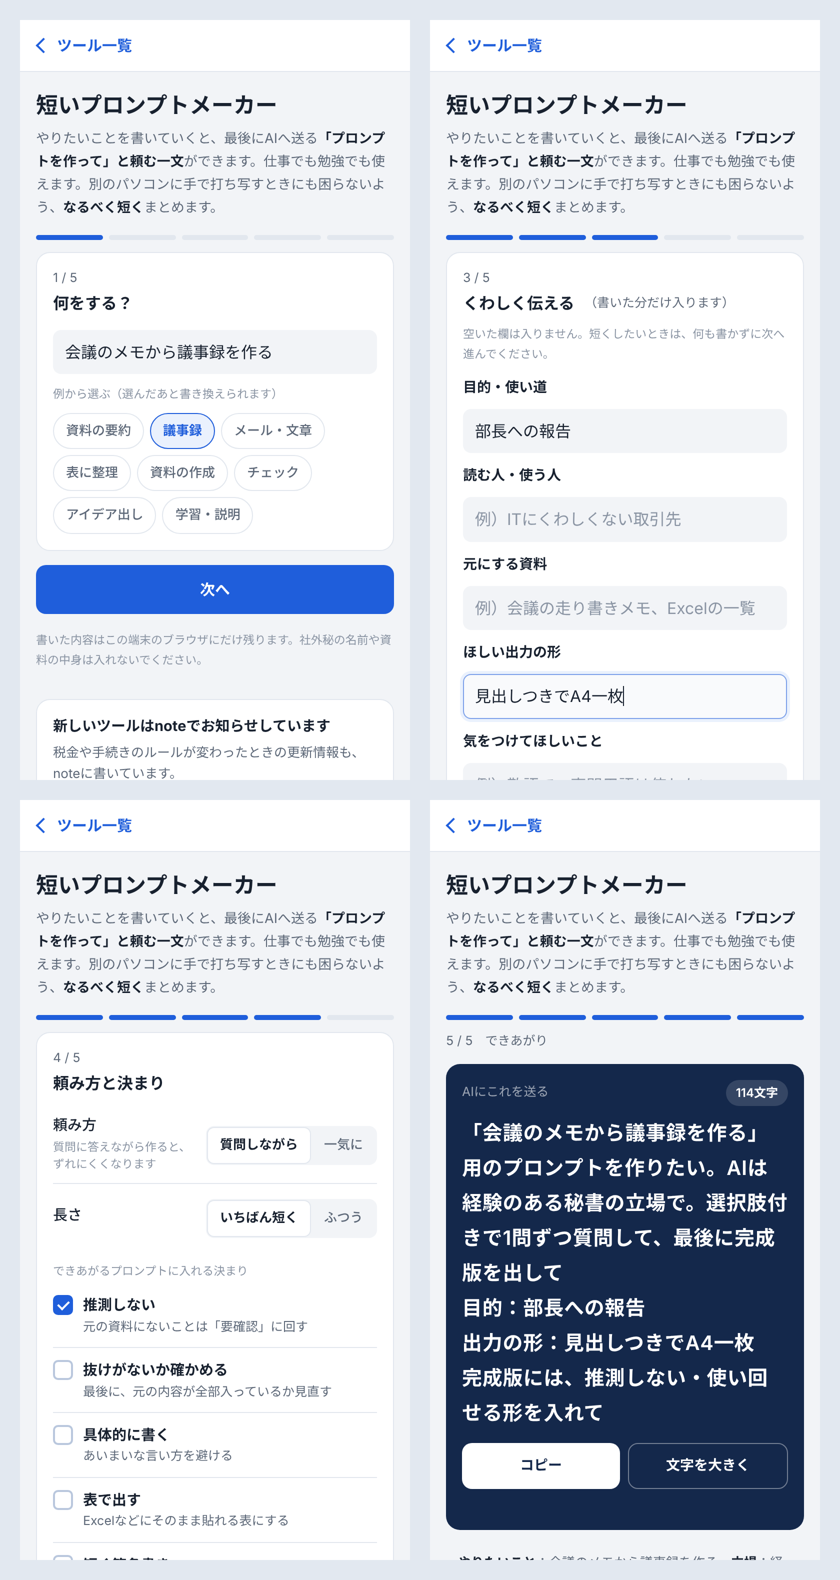 ツール一覧
短いプロンプトメーカー
やりたいことを書いていくと、最後にAIへ送る「プロンプ
トを作って」と頼む一文ができます。仕事でも勉強でも使
えます。別のパソコンに手で打ち写すときにも困らないよ
う、なるべく短くまとめます。
1 / 5
何をする？
会議のメモから議事録を作る
例から選ぶ（選んだあと書き換えられます）
資料の要約 議事録 メール・文章
表に整理 資料の作成 チェック
アイデア出し 学習・説明
次へ
書いた内容はこの端末のブラウザにだけ残ります。社外秘の名前や資
料の中身は入れないでください。
新しいツールはnoteでお知らせしています
税金や手続きのルールが変わったときの更新情報も、
noteに書いています。
ツール一覧
短いプロンプトメーカー
やりたいことを書いていくと、最後にAIへ送る「プロンプ
トを作って」と頼む一文ができます。仕事でも勉強でも使
えます。別のパソコンに手で打ち写すときにも困らないよ
う、なるべく短くまとめます。
3 / 5
くわしく伝える （書いた分だけ入ります）
空いた欄は入りません。短くしたいときは、何も書かずに次へ
進んでください。
目的・使い道
部長への報告
読む人・使う人
例）ITにくわしくない取引先
元にする資料
例）会議の走り書きメモ、Excelの一覧
ほしい出力の形
見出しつきでA4一枚
気をつけてほしいこと
ツール一覧
短いプロンプトメーカー
やりたいことを書いていくと、最後にAIへ送る「プロンプ
トを作って」と頼む一文ができます。仕事でも勉強でも使
えます。別のパソコンに手で打ち写すときにも困らないよ
う、なるべく短くまとめます。
4 / 5
頼み方と決まり
頼み方
質問に答えながら作ると、
ずれにくくなります
質問しながら 一気に
長さ
いちばん短く ふつう
できあがるプロンプトに入れる決まり
推測しない
元の資料にないことは「要確認」に回す
抜けがないか確かめる
最後に、元の内容が全部入っているか見直す
具体的に書く
あいまいな言い方を避ける
表で出す
Excelなどにそのまま貼れる表にする
ツール一覧
短いプロンプトメーカー
やりたいことを書いていくと、最後にAIへ送る「プロンプ
トを作って」と頼む一文ができます。仕事でも勉強でも使
えます。別のパソコンに手で打ち写すときにも困らないよ
う、なるべく短くまとめます。
5 / 5 できあがり
AIにこれを送る
114文字
「会議のメモから議事録を作る」
用のプロンプトを作りたい。AIは
経験のある秘書の立場で。選択肢付
きで1問ずつ質問して、最後に完成
版を出して
目的：部長への報告
出力の形：見出しつきでA4一枚
完成版には、推測しない・使い回
せる形を入れて
コピー 文字を大きく